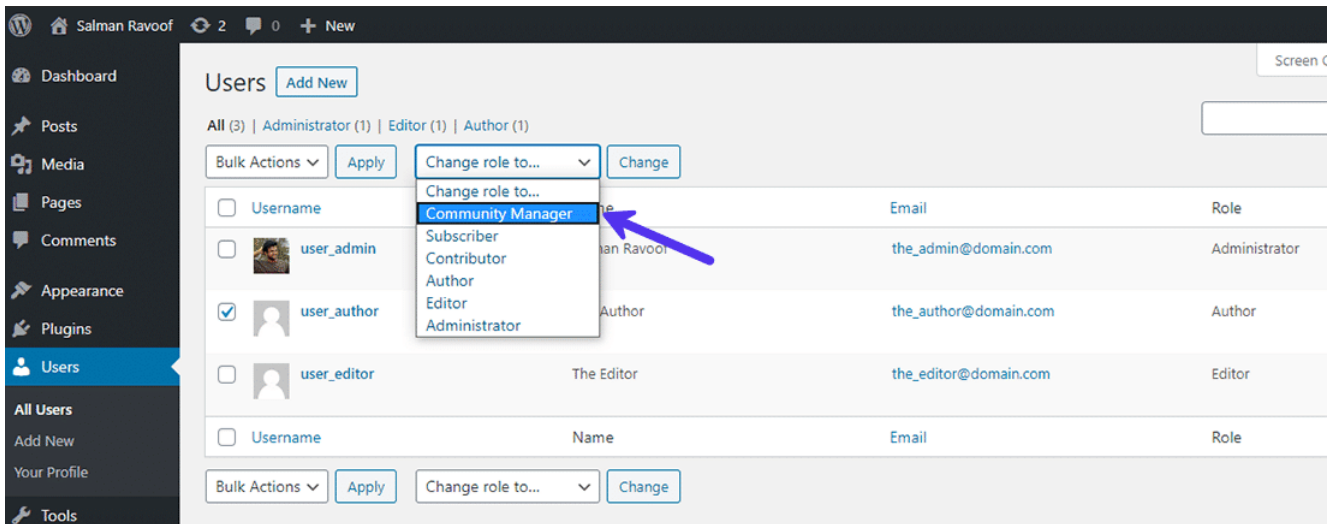 Salman Ravoof 2 0 + New
Screen
Dashboard
Posts
Media
Pages
Comments
Appearance
Plugins
Users
All Users
Add New
Your Profile
Tools
Users Add New
All (3) | Administrator (1) | Editor (1) | Author (1)
Bulk Actions Apply Change role to... Change
Change role to...
Community Manager
Subscriber
Contributor
Author
Editor
Administrator
Username Email Role
user_admin Ravoof the_admin@domain.com Administrator
user_author Author the_author@domain.com Author
user_editor The Editor the_editor@domain.com Editor
Username Name Email Role
Bulk Actions Apply Change role to... Change